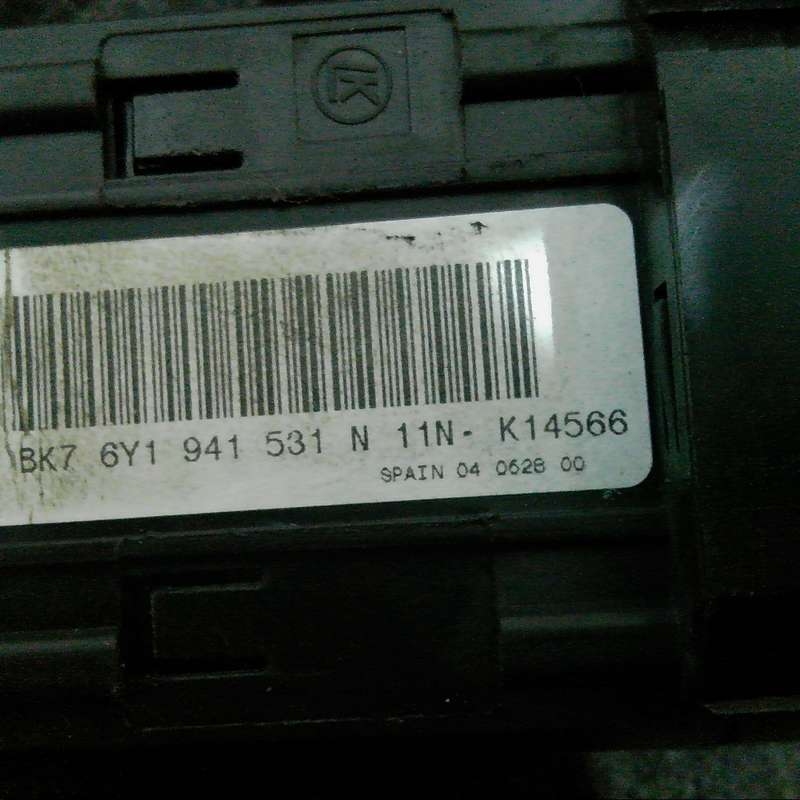 BK7 6Y1 941 531 N 11N- K14566
SPAIN 04 0628 00